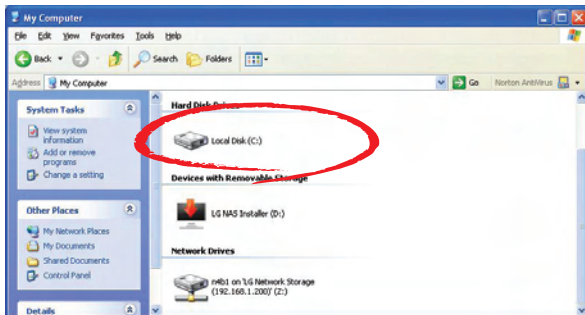 My Computer
File Edit View Favorites Tools Help
Back Search Folders
Address My Computer Go Norton AntiVirus
System Tasks
View system
information
Add or remove
programs
Change a setting
Other Places
My Network Places
My Documents
Shared Documents
Control Panel
Details
Hard Disk Drives
Local Disk (C:)
Devices with Removable Storage
LG NAS Installer (D:)
Network Drives
n4b1 on 'LG Network Storage
(192.168.1.200)' (Z:)